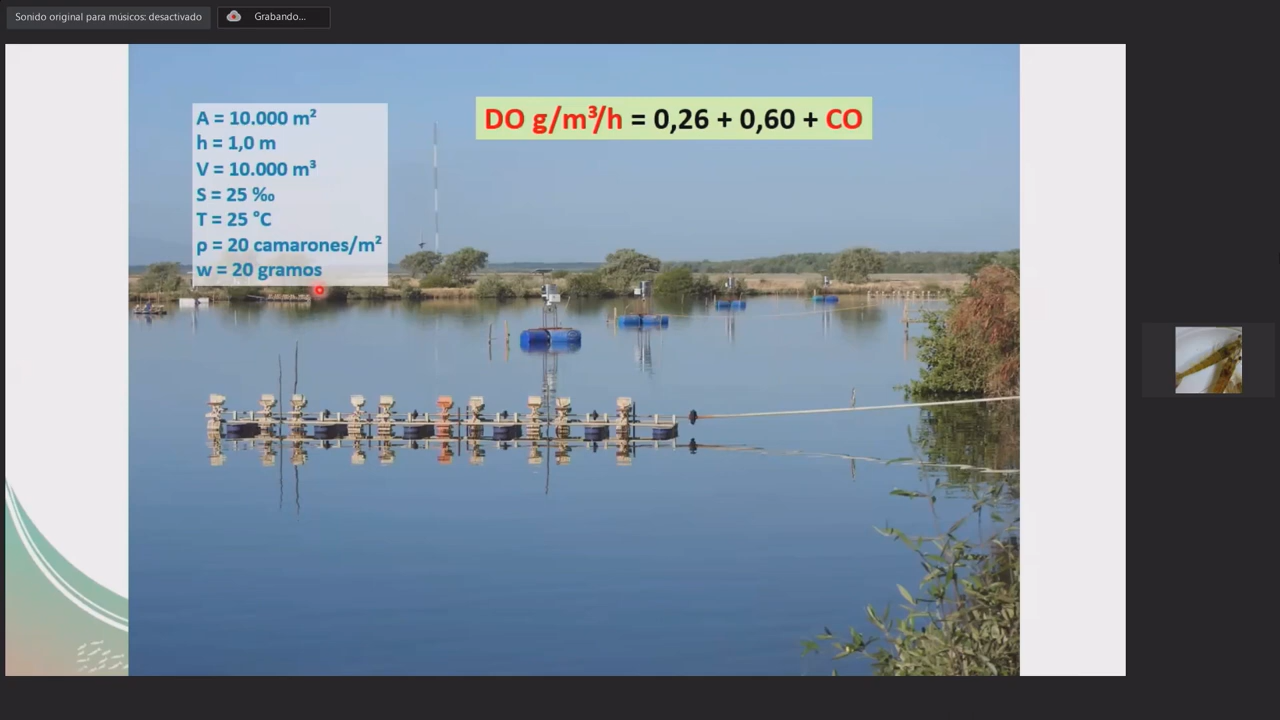 Sonido original para músicos: desactivado
Grabando...
A = 10.000 m²
h = 1,0 m
V = 10.000 m³
S = 25 ‰
T = 25 °C
ρ = 20 camarones/m²
w = 20 gramos
DO g/m³/h = 0,26 + 0,60 + CO